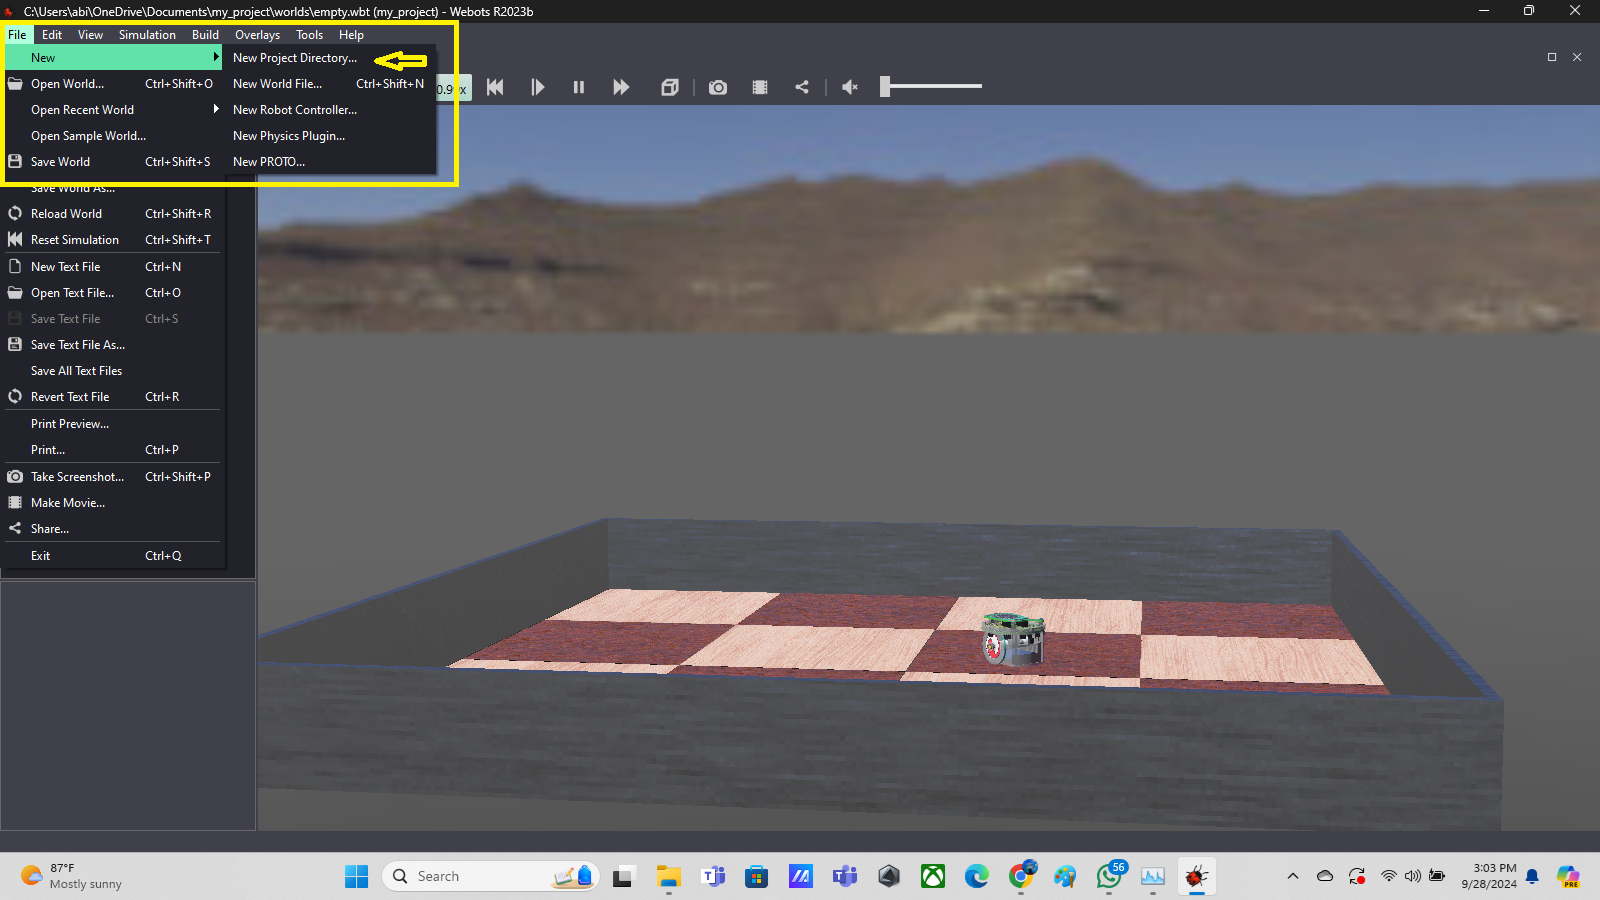 C:\Users\abi\OneDrive\Documents\my_project\worlds\empty.wbt (my_project) - Webots R2023b
File Edit View Simulation Build Overlays Tools Help
New
Open World... Ctrl+Shift+O
Open Recent World
Open Sample World...
Save World Ctrl+Shift+S
Save World As...
Reload World Ctrl+Shift+R
Reset Simulation Ctrl+Shift+T
New Text File Ctrl+N
Open Text File... Ctrl+O
Save Text File Ctrl+S
Save Text File As...
Save All Text Files
Revert Text File Ctrl+R
Print Preview...
Print... Ctrl+P
Take Screenshot... Ctrl+Shift+P
Make Movie...
Share...
Exit Ctrl+Q
New Project Directory...
New World File... Ctrl+Shift+N
New Robot Controller...
New Physics Plugin...
New PROTO...
87°F
Mostly sunny
Search
56
3:03 PM
9/28/2024
PRE